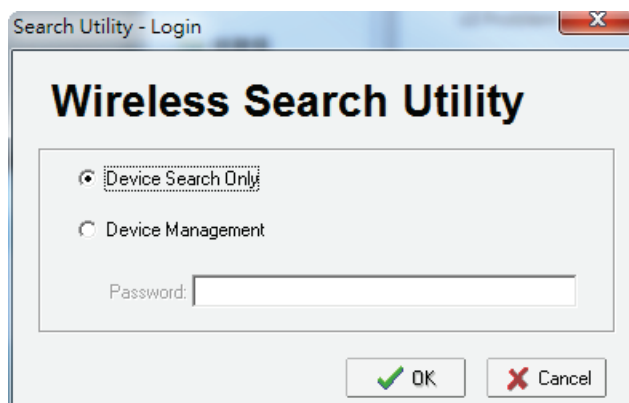 Search Utility - Login
Wireless Search Utility
Device Search Only
Device Management
Password:
OK
Cancel